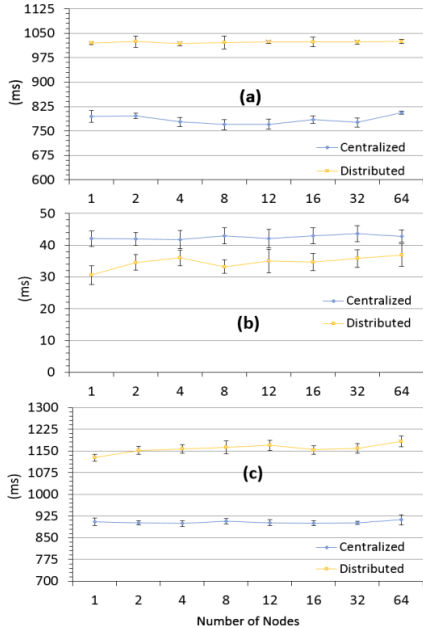 1125
1050
975
900
825
750
675
600
(ms)
(a)
Centralized
Distributed
1 2 4 8 12 16 32 64
50
40
30
20
10
0
(ms)
(b)
Centralized
Distributed
1 2 4 8 12 16 32 64
1300
1225
1150
1075
1000
925
850
775
700
(ms)
(c)
Centralized
Distributed
1 2 4 8 12 16 32 64
Number of Nodes